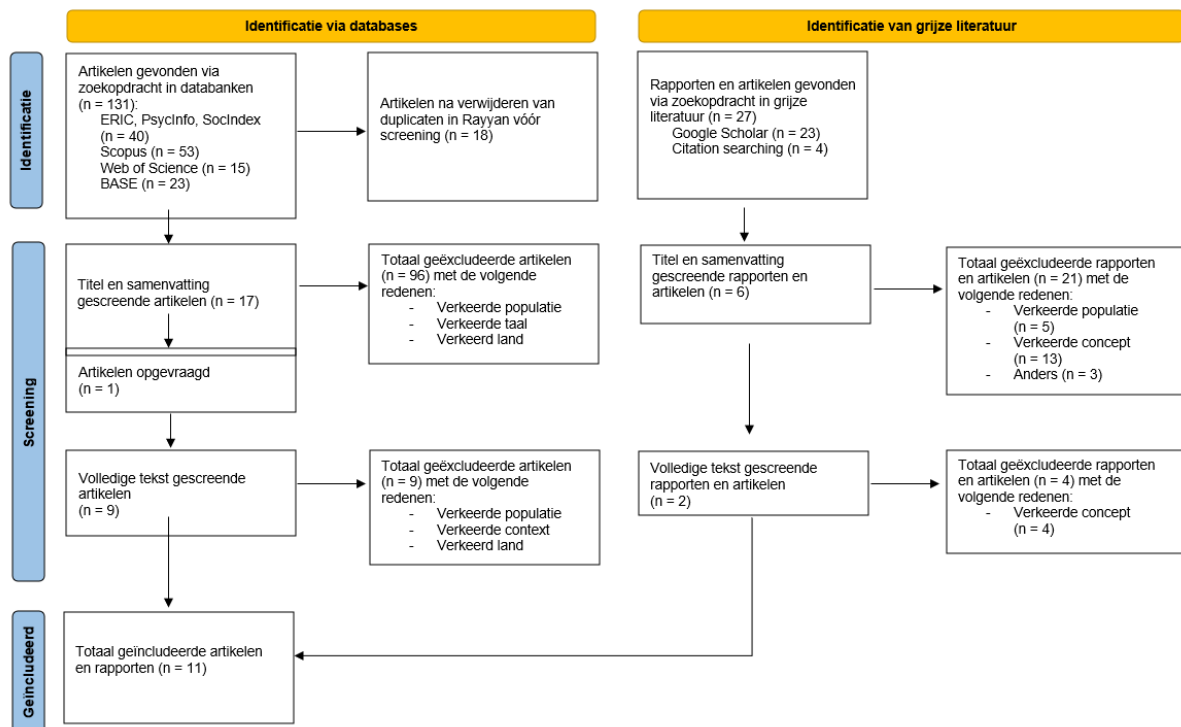 Identificatie via databases
Identificatie van grijze literatuur
Identificatie
Artikelen gevonden via
zoekopdracht in databanken
(n = 131):
ERIC, PsycInfo, SocIndex
(n = 40)
Scopus (n = 53)
Web of Science (n = 15)
BASE (n = 23)
Artikelen na verwijderen van
duplicaten in Rayyan vóór
screening (n = 18)
Rapporten en artikelen gevonden
via zoekopdracht in grijze
literatuur (n = 27)
Google Scholar (n = 23)
Citation searching (n = 4)
Screening
Titel en samenvatting
gescreende artikelen (n = 17)
Totaal geëxcludeerde artikelen
(n = 96) met de volgende
redenen:
- Verkeerde populatie
- Verkeerde taal
- Verkeerd land
Titel en samenvatting
gescreende rapporten en
artikelen (n = 6)
Totaal geëxcludeerde rapporten
en artikelen (n = 21) met de
volgende redenen:
- Verkeerde populatie
(n = 5)
- Verkeerde concept
(n = 13)
- Anders (n = 3)
Artikelen opgevraagd
(n = 1)
Volledige tekst gescreende
artikelen
(n = 9)
Totaal geëxcludeerde artikelen
(n = 9) met de volgende
redenen:
- Verkeerde populatie
- Verkeerde context
- Verkeerd land
Volledige tekst gescreende
rapporten en artikelen
(n = 2)
Totaal geëxcludeerde rapporten
en artikelen (n = 4) met de
volgende redenen:
- Verkeerde concept
(n = 4)
Geïncludeerd
Totaal geïncludeerde artikelen
en rapporten (n = 11)